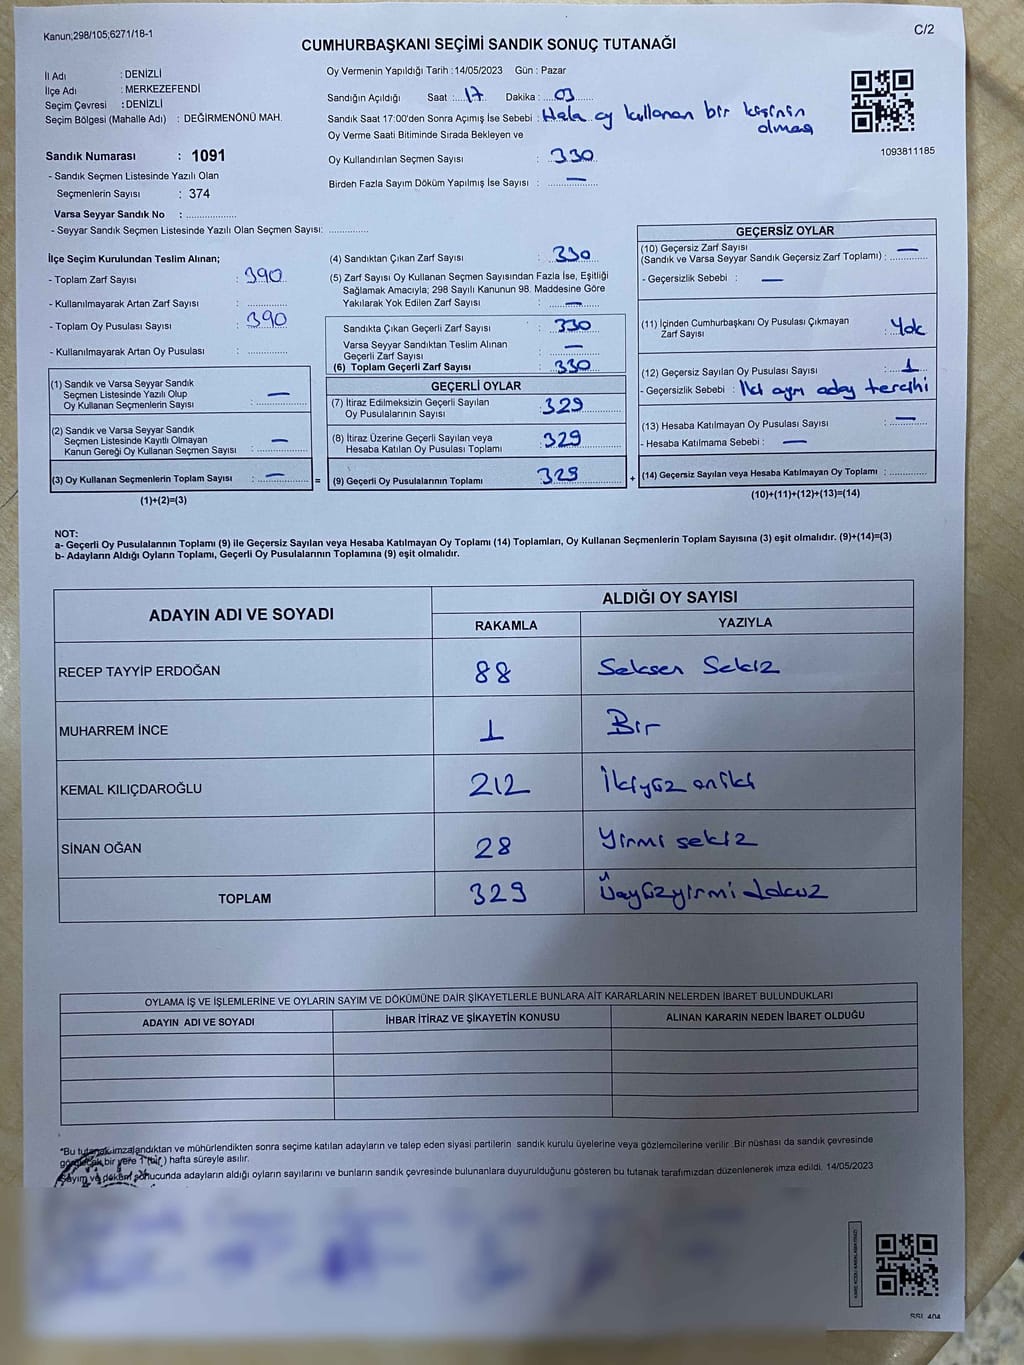 Kanun;298/105;6271/18-1
C/2
CUMHURBAŞKANI SEÇİMİ SANDIK SONUÇ TUTANAĞI
İl Adı : DENİZLİ
İlçe Adı : MERKEZEFENDİ
Seçim Çevresi : DENİZLİ
Seçim Bölgesi (Mahalle Adı) : DEĞİRMENÖNÜ MAH.
Sandık Numarası : 1091
- Sandık Seçmen Listesinde Yazılı Olan
Seçmenlerin Sayısı : 374
Varsa Seyyar Sandık No : ..................
- Seyyar Sandık Seçmen Listesinde Yazılı Olan Seçmen Sayısı: ..............
Oy Vermenin Yapıldığı Tarih :14/05/2023 Gün : Pazar
Sandığın Açıldığı Saat : 17 Dakika : 03
Sandık Saat 17:00'den Sonra Açımış İse Sebebi : Hala oy kullanan bir kişinin
olması
Oy Verme Saati Bitiminde Sırada Bekleyen ve
Oy Kullandırılan Seçmen Sayısı : 330
Birden Fazla Sayım Döküm Yapılmış İse Sayısı : —
1093811185
İlçe Seçim Kurulundan Teslim Alınan;
- Toplam Zarf Sayısı : 390
- Kullanılmayarak Artan Zarf Sayısı : ..............
- Toplam Oy Pusulası Sayısı : 390
- Kullanılmayarak Artan Oy Pusulası : ..............
(1) Sandık ve Varsa Seyyar Sandık
Seçmen Listesinde Yazılı Olup
Oy Kullanan Seçmenlerin Sayısı : —
(2) Sandık ve Varsa Seyyar Sandık
Seçmen Listesinde Kayıtlı Olmayan
Kanun Gereği Oy Kullanan Seçmen Sayısı : —
(3) Oy Kullanan Seçmenlerin Toplam Sayısı : —
(1)+(2)=(3)
=
(4) Sandıktan Çıkan Zarf Sayısı : 330
(5) Zarf Sayısı Oy Kullanan Seçmen Sayısından Fazla İse, Eşitliği
Sağlamak Amacıyla; 298 Sayılı Kanunun 98. Maddesine Göre
Yakılarak Yok Edilen Zarf Sayısı : —
Sandıkta Çıkan Geçerli Zarf Sayısı : 330
Varsa Seyyar Sandıktan Teslim Alınan
Geçerli Zarf Sayısı : —
(6) Toplam Geçerli Zarf Sayısı : 330
GEÇERLİ OYLAR
(7) İtiraz Edilmeksizin Geçerli Sayılan
Oy Pusulalarının Sayısı : 329
(8) İtiraz Üzerine Geçerli Sayılan veya
Hesaba Katılan Oy Pusulası Toplamı : 329
(9) Geçerli Oy Pusulalarının Toplamı : 329
+
GEÇERSİZ OYLAR
(10) Geçersiz Zarf Sayısı
(Sandık ve Varsa Seyyar Sandık Geçersiz Zarf Toplamı) : —
- Geçersizlik Sebebi : —
(11) İçinden Cumhurbaşkanı Oy Pusulası Çıkmayan
Zarf Sayısı : Yok
(12) Geçersiz Sayılan Oy Pusulası Sayısı : 1
- Geçersizlik Sebebi : İki ayrı aday tercihi
(13) Hesaba Katılmayan Oy Pusulası Sayısı : —
- Hesaba Katılmama Sebebi : —
(14) Geçersiz Sayılan veya Hesaba Katılmayan Oy Toplamı : ..............
(10)+(11)+(12)+(13)=(14)
NOT:
a- Geçerli Oy Pusulalarının Toplamı (9) ile Geçersiz Sayılan veya Hesaba Katılmayan Oy Toplamı (14) Toplamları, Oy Kullanan Seçmenlerin Toplam Sayısına (3) eşit olmalıdır. (9)+(14)=(3)
b- Adayların Aldığı Oyların Toplamı, Geçerli Oy Pusulalarının Toplamına (9) eşit olmalıdır.
ADAYIN ADI VE SOYADI
ALDIĞI OY SAYISI
RAKAMLA YAZIYLA
RECEP TAYYİP ERDOĞAN 88 Seksen Sekiz
MUHARREM İNCE 1 Bir
KEMAL KILIÇDAROĞLU 212 İkiyüz oniki
SİNAN OĞAN 28 Yirmi sekiz
TOPLAM 329 Üçyüzyirmi dokuz
OYLAMA İŞ VE İŞLEMLERİNE VE OYLARIN SAYIM VE DÖKÜMÜNE DAİR ŞİKAYETLERLE BUNLARA AİT KARARLARIN NELERDEN İBARET BULUNDUKLARI
ADAYIN ADI VE SOYADI İHBAR İTİRAZ VE ŞİKAYETİN KONUSU ALINAN KARARIN NEDEN İBARET OLDUĞU
*Bu tutanak imzalandıktan ve mühürlendikten sonra seçime katılan adayların ve talep eden siyasi partilerin sandık kurulu üyelerine veya gözlemcilerine verilir. Bir nüshası da sandık çevresinde
bir yere 1 (bir) hafta süreyle asılır.
Sayım ve döküm sonucunda adayların aldığı oyların sayılarını ve bunların sandık çevresinde bulunanlara duyurulduğunu gösteren bu tutanak tarafımızdan düzenlenerek imza edildi. 14/05/2023